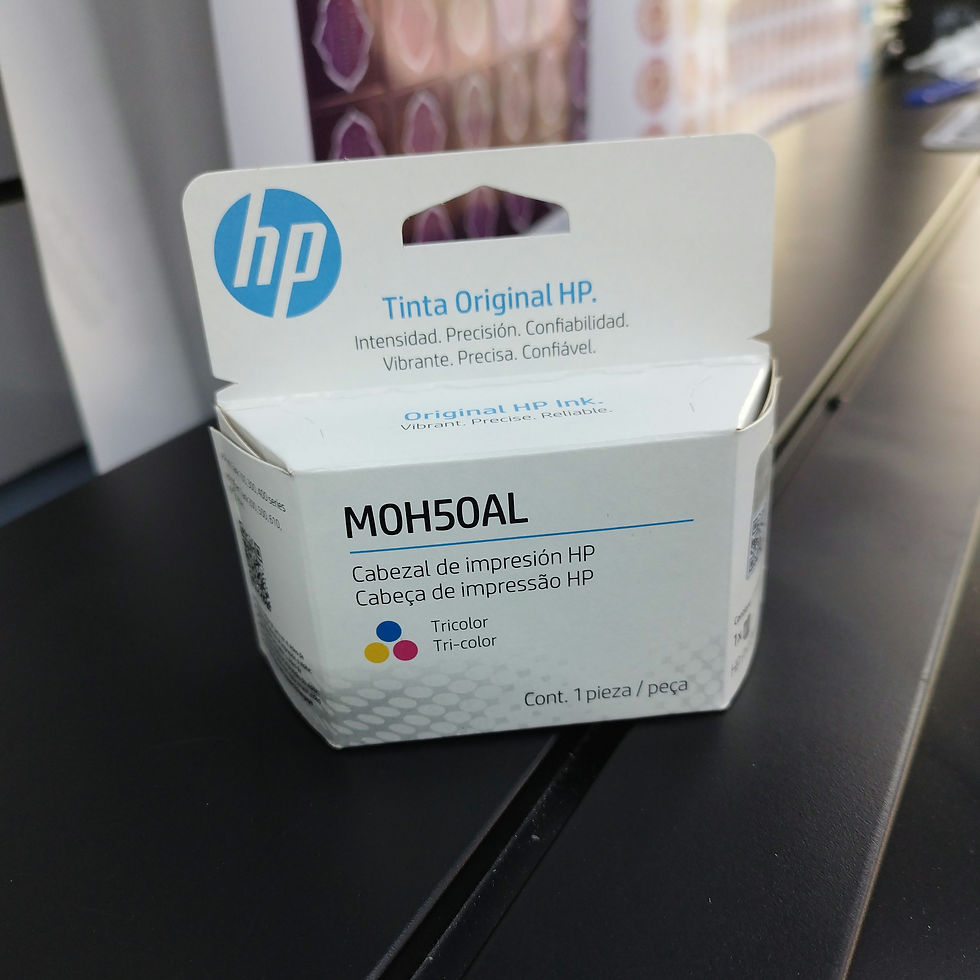 hp
Tinta Original HP.
Intensidad. Precisión. Confiabilidad.
Vibrante. Precisa. Confiável.
Original HP Ink.
Vibrant. Precise. Reliable.
M0H50AL
Cabezal de impresión HP
Cabeça de impressão HP
Tricolor
Tri-color
Cont. 1 pieza / peça